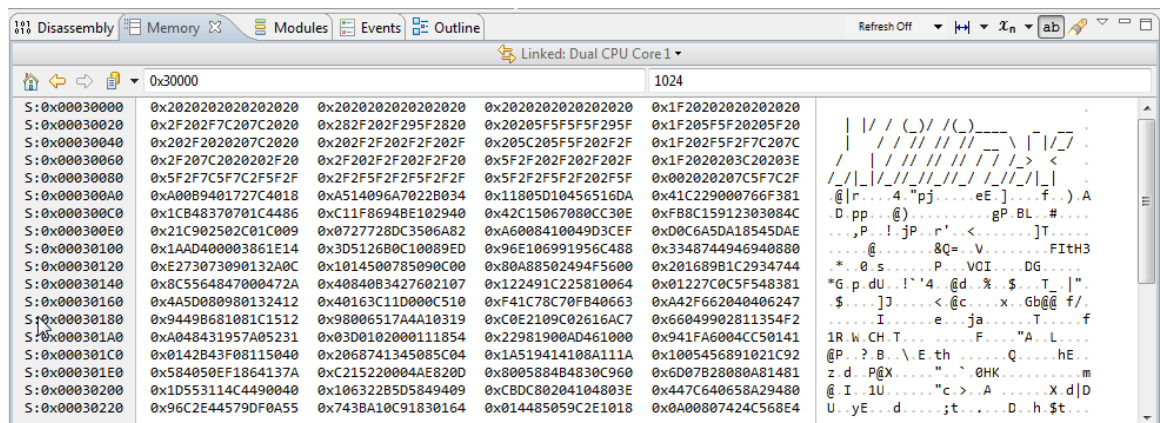 Disassembly Memory Modules Events Outline Refresh Off
Linked: Dual CPU Core 1
0x30000 1024
S:0x00030000 0x2020202020202020 0x2020202020202020 0x2020202020202020 0x1F20202020202020
S:0x00030020 0x2F202F7C207C2020 0x282F202F295F2820 0x20205F5F5F5F295F 0x1F205F5F20205F20 | |/ / (_)/ /(_)____ _ __ .
S:0x00030040 0x202F2020207C2020 0x202F2F202F2F202F 0x205C205F5F202F2F 0x1F202F5F2F7C207C | / / // // // __ \ | |/_/ .
S:0x00030060 0x2F207C2020202F20 0x2F202F2F202F2F20 0x5F2F202F2F202F2F 0x1F2020203C20203E / | / // // // / / /_> < .
S:0x00030080 0x5F2F7C5F7C2F5F2F 0x2F2F5F2F2F5F2F2F 0x5F2F2F5F2F202F5F 0x002020207C5F7C2F /_/|_|/_//_//_//_/ /_//_/|_| .
S:0x000300A0 0xA00B9401727C4018 0xA514096A7022B034 0x11805D10456516DA 0x41C229000766F381
S:0x000300C0 0x1CB48370701C4486 0xC11F8694BE102940 0x42C15067080CC30E 0xFB8C15912303084C
S:0x000300E0 0x21C902502C01C009 0x0727728DC3506A82 0xA6008410049D3CEF 0xD0C6A5DA18545DAE
S:0x00030100 0x1AAD400003861E14 0x3D5126B0C10089ED 0x96E106991956C488 0x3348744946940880
S:0x00030120 0xE273073090132A0C 0x1014500785090C00 0x80A88502494F5600 0x201689B1C2934744
S:0x00030140 0x8C5564847000472A 0x40840B3427602107 0x122491C225810064 0x01227C0C5F548381
S:0x00030160 0x4A5D080980132412 0x40163C11D000C510 0xF41C78C70FB40663 0xA42F662040406247
S:0x00030180 0x9449B681081C1512 0x98006517A4A10319 0xC0E2109C02616AC7 0x66049902811354F2
S:0x000301A0 0xA048431957A05231 0x03D0102000111854 0x22981900AD461000 0x941FA6004CC50141
S:0x000301C0 0x0142B43F08115040 0x2068741345085C04 0x1A519414108A111A 0x1005456891021C92
S:0x000301E0 0x584050EF1864137A 0xC215220004AE820D 0x8005884B4830C960 0x6D07B28080A81481
S:0x00030200 0x1D553114C4490040 0x106322B5D5849409 0xCBDC80204104803E 0x447C640658A29480
S:0x00030220 0x96C2E44579DF0A55 0x743BA10C91830164 0x014485059C2E1018 0x0A00807424C568E4